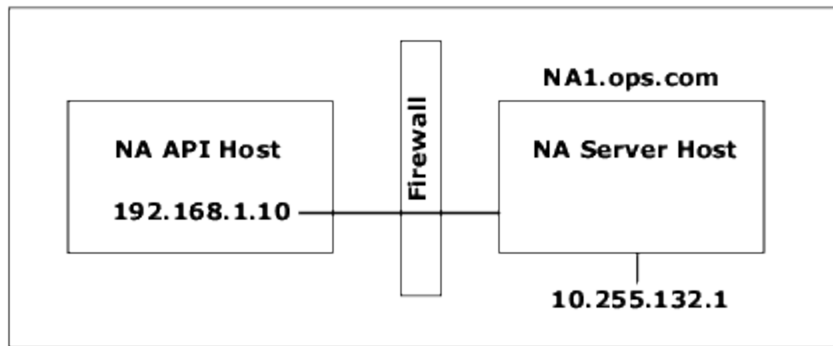 NA API Host
192.168.1.10
Firewall
NA1.ops.com
NA Server Host
10.255.132.1